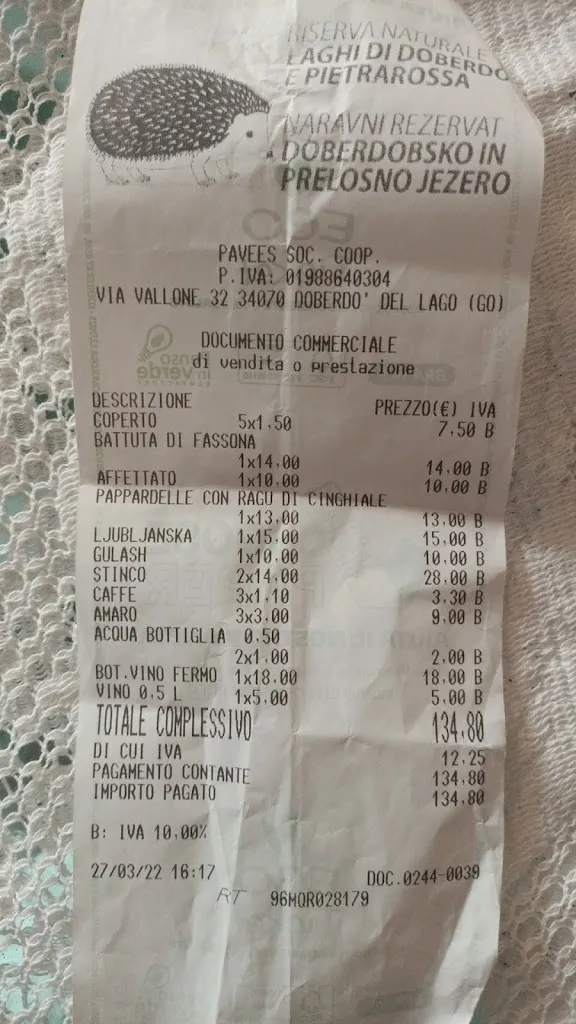 RISERVA NATURALE
LAGHI DI DOBERDO
E PIETRAROSSA
NARAVNI REZERVAT
DOBERDOBSKO IN
PRELOSNO JEZERO
PAVEES SOC. COOP.
P.IVA: 01988640304
VIA VALLONE 32 34070 DOBERDO' DEL LAGO (GO)
DOCUMENTO COMMERCIALE
di vendita o prestazione
DESCRIZIONE PREZZO(€) IVA
COPERTO 5x1,50 7,50 B
BATTUTA DI FASSONA
1x14,00 14,00 B
AFFETTATO 1x10,00 10,00 B
PAPPARDELLE CON RAGU DI CINGHIALE
1x13,00 13,00 B
LJUBLJANSKA 1x15,00 15,00 B
GULASH 1x10,00 10,00 B
STINCO 2x14,00 28,00 B
CAFFE 3x1,10 3,30 B
AMARO 3x3,00 9,00 B
ACQUA BOTTIGLIA 0,50
2x1,00 2,00 B
BOT.VINO FERMO 1x18,00 18,00 B
VINO 0,5 L 1x5,00 5,00 B
TOTALE COMPLESSIVO 134,80
DI CUI IVA 12,25
PAGAMENTO CONTANTE 134,80
IMPORTO PAGATO 134,80
B: IVA 10,00%
27/03/22 16:17 DOC.0244-0039
RT 96MQR028179